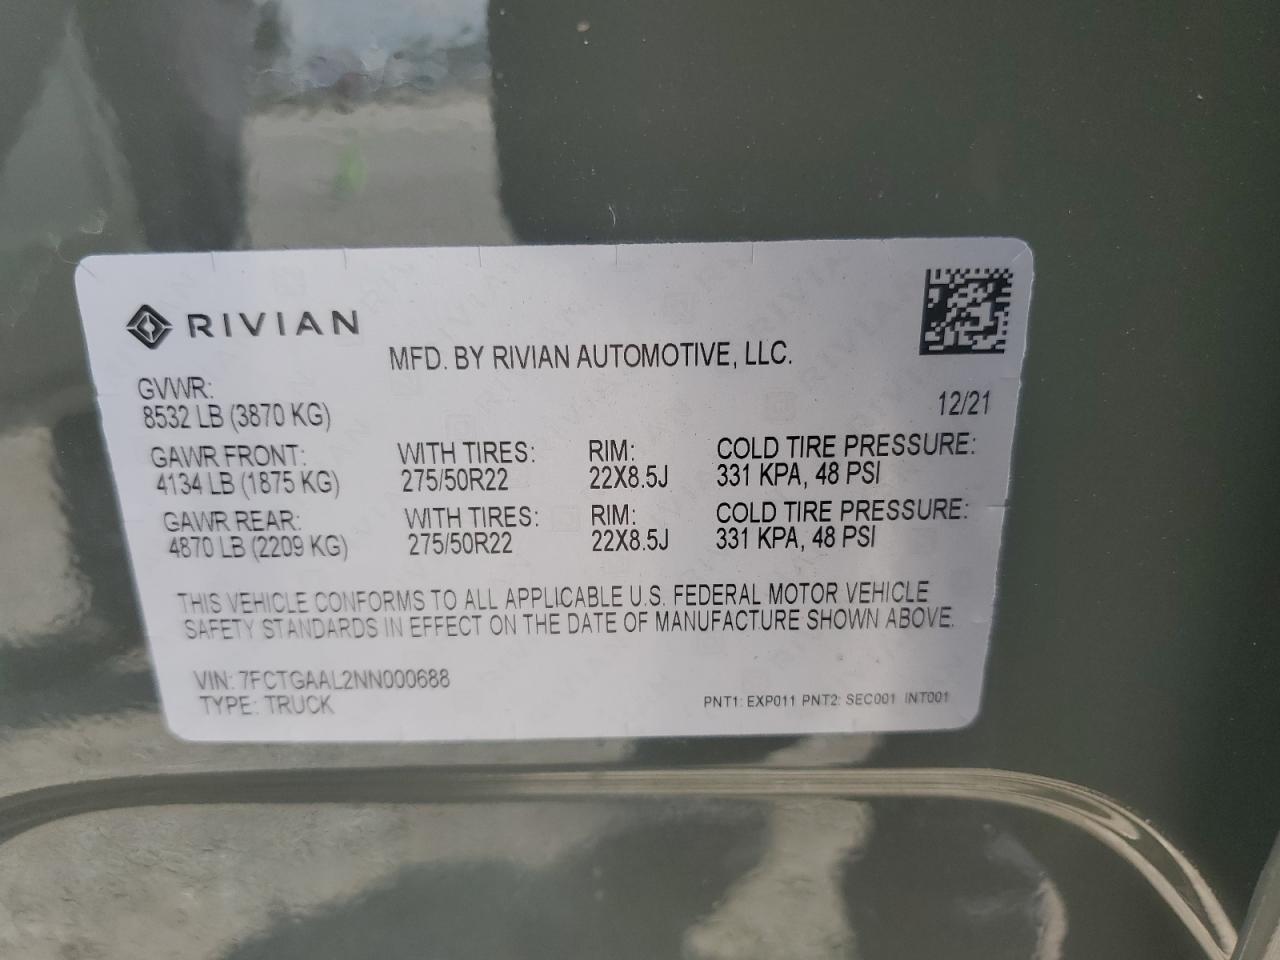 RIVIAN
MFD. BY RIVIAN AUTOMOTIVE, LLC.
GVWR:
8532 LB (3870 KG)
12/21
GAWR FRONT: WITH TIRES: RIM: COLD TIRE PRESSURE:
4134 LB (1875 KG) 275/50R22 22X8.5J 331 KPA, 48 PSI
GAWR REAR: WITH TIRES: RIM: COLD TIRE PRESSURE:
4870 LB (2209 KG) 275/50R22 22X8.5J 331 KPA, 48 PSI
THIS VEHICLE CONFORMS TO ALL APPLICABLE U.S. FEDERAL MOTOR VEHICLE
SAFETY STANDARDS IN EFFECT ON THE DATE OF MANUFACTURE SHOWN ABOVE.
VIN: 7FCTGAAL2NN000688
TYPE: TRUCK
PNT1: EXP011 PNT2: SEC001 INT001